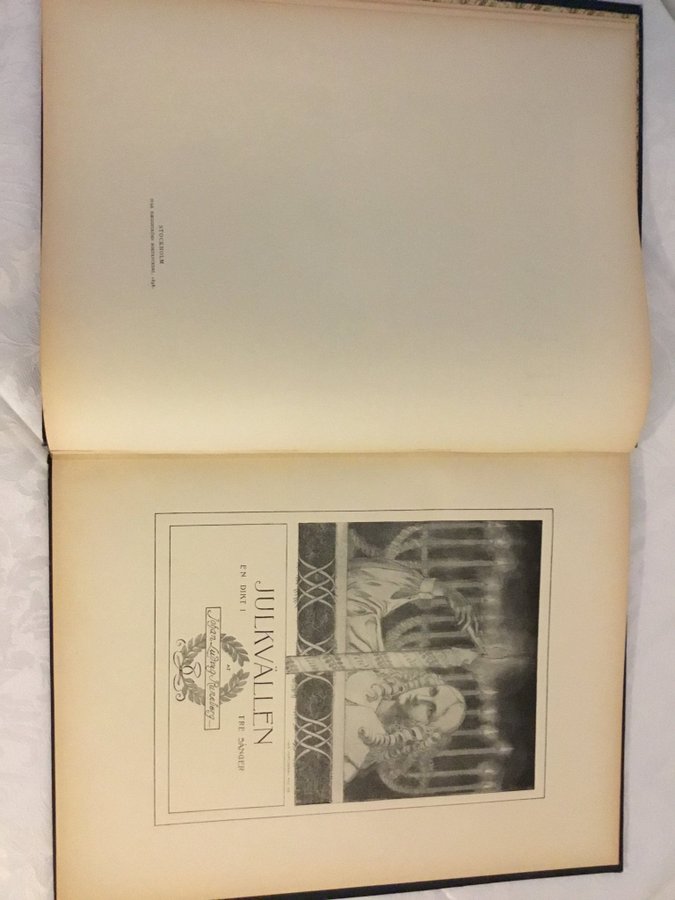 STOCKHOLM
JULKVÄLLEN
EN DIKT I TRE SÅNGER
AF
Johan Ludvig Runeberg